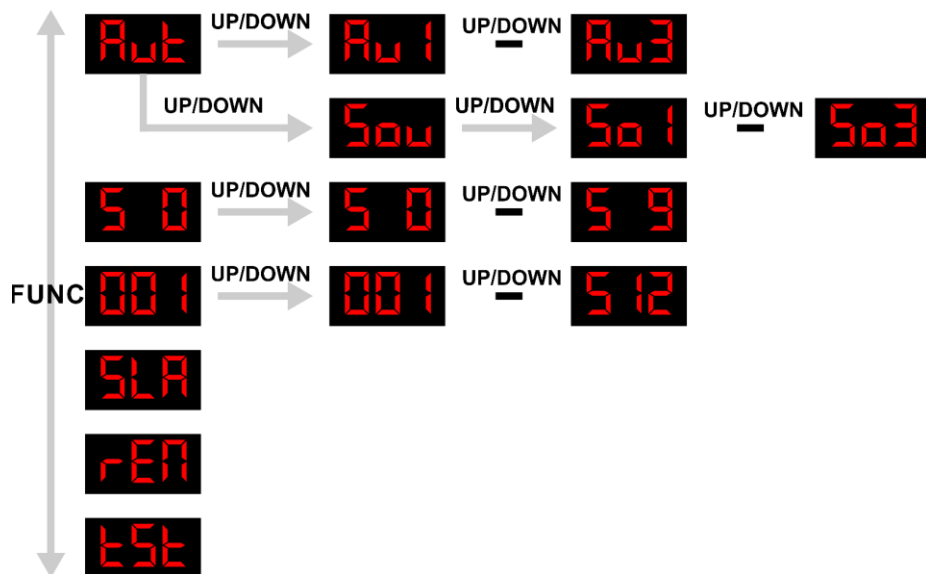 Aut UP/DOWN Au1 UP/DOWN Au3
UP/DOWN Sou UP/DOWN So1 UP/DOWN So3
S 0 UP/DOWN S 0 UP/DOWN S 9
FUNC 001 UP/DOWN 001 UP/DOWN 512
SLA
rEM
tSt